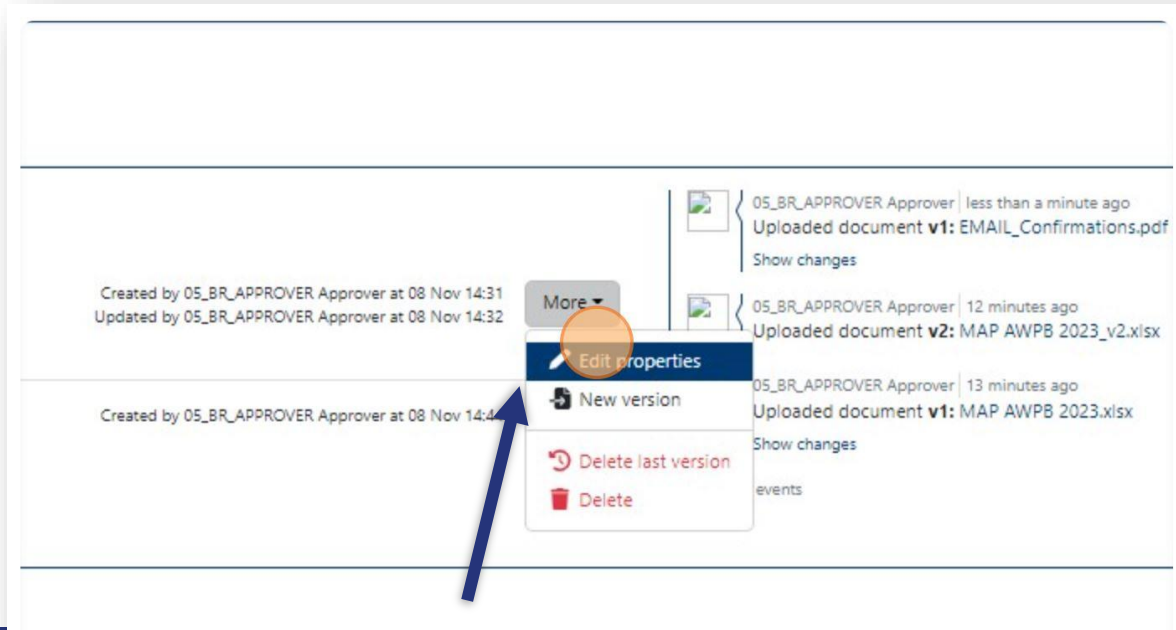 Created by 05_BR_APPROVER Approver at 08 Nov 14:31
Updated by 05_BR_APPROVER Approver at 08 Nov 14:32
Created by 05_BR_APPROVER Approver at 08 Nov 14:4
More
Edit properties
New version
Delete last version
Delete
05_BR_APPROVER Approver less than a minute ago
Uploaded document v1: EMAIL_Confirmations.pdf
Show changes
05_BR_APPROVER Approver 12 minutes ago
Uploaded document v2: MAP AWPB 2023_v2.xlsx
05_BR_APPROVER Approver 13 minutes ago
Uploaded document v1: MAP AWPB 2023.xlsx
Show changes
events